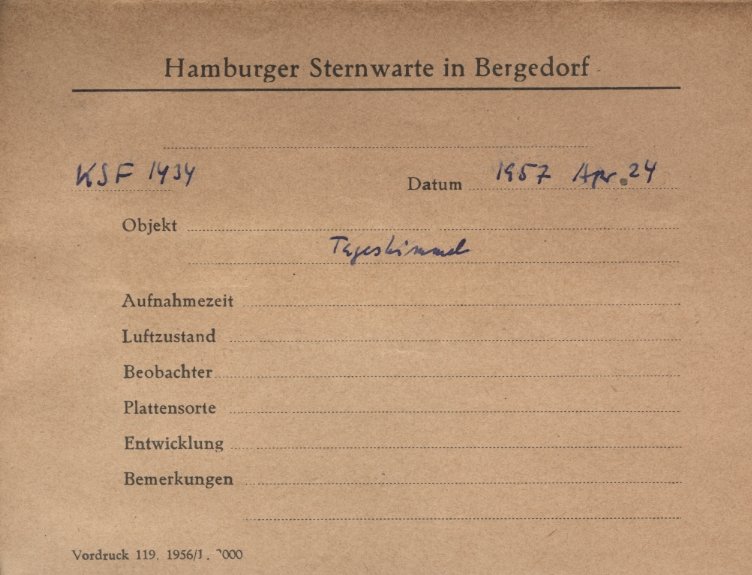 Hamburger Sternwarte in Bergedorf
KSF 1434 Datum 1957 Apr. 24
Objekt
Tageshimmel
Aufnahmezeit
Luftzustand
Beobachter
Plattensorte
Entwicklung
Bemerkungen
Vordruck 119. 1956/1. 000